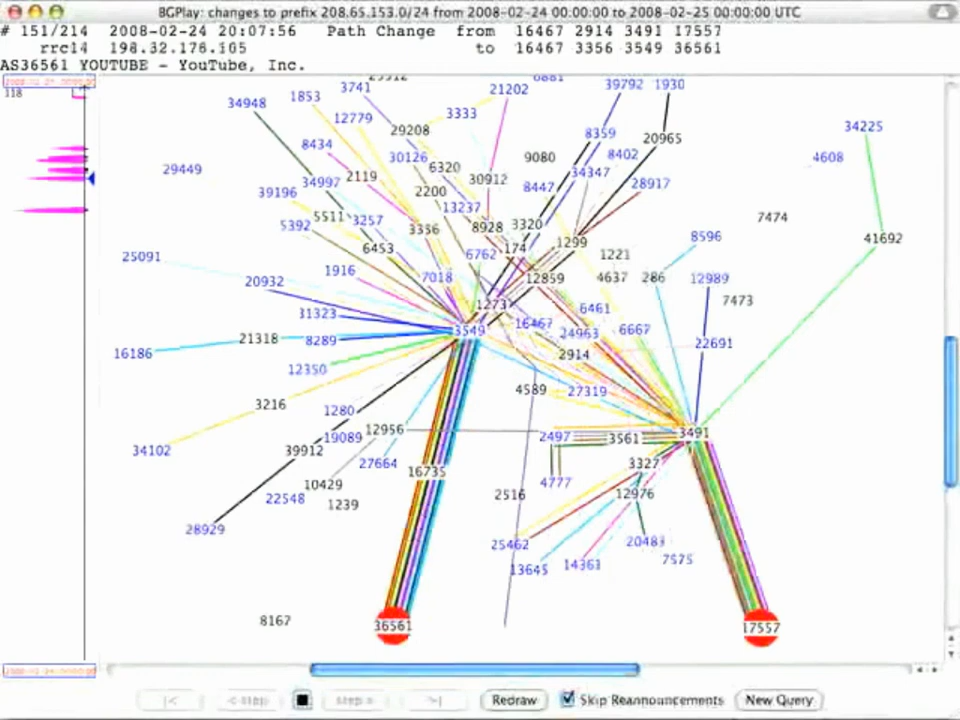 BGPlay: changes to prefix 208.65.153.0/24 from 2008-02-24 00:00:00 to 2008-02-25 00:00:00 UTC
# 151/214 2008-02-24 20:07:56 Path Change from 16467 2914 3491 17557
rrc14 198.32.176.105 to 16467 3356 3549 36561
AS36561 YOUTUBE - YouTube, Inc.
118
34948 1853 3741 21202 39792 1930
12779 3333 34225
29208 8359 20965
8434 30126 9080 8402 4608
29449 6320 34347
34997 2119 30912 28917
39196 2200 8447
5511 3257 13237 7474
5392 3356 8928 3320 8596 41692
6453 174 1299
25091 6762 1221
1916 7018 12859 4637 286 12989
20932 1273 7473
31323 16467 6461
21318 8289 3549 24963 6667 22691
16186 12350 2914
4589 27319
3216 1280
34102 19089 12956 2497 3561 3491
39912 27664 16735 3327
10429 4777
22548 1239 2516 12976
28929 25462 20483
13645 14361 7575
8167 36561 17557
|< < step step > >| Redraw Skip Reannouncements New Query